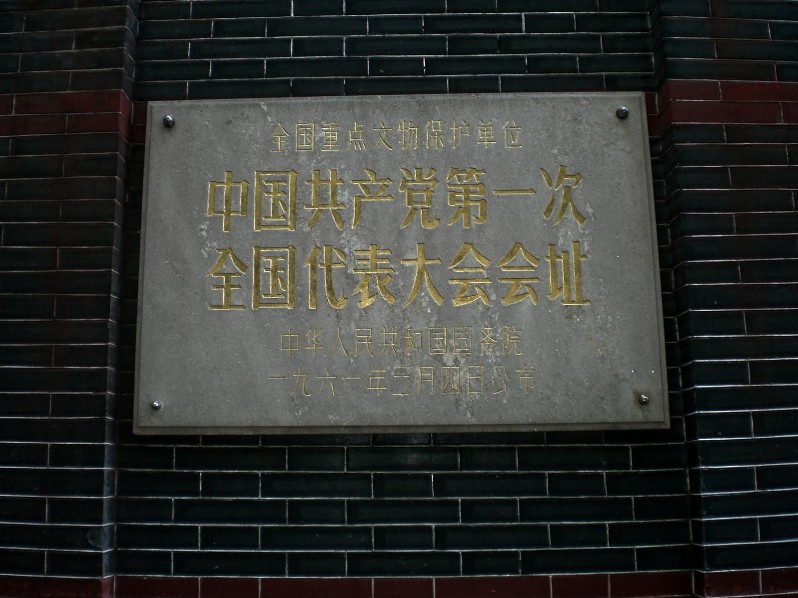 全国重点文物保护单位
中国共产党第一次
全国代表大会会址
中华人民共和国国务院
一九六一年三月四日公布